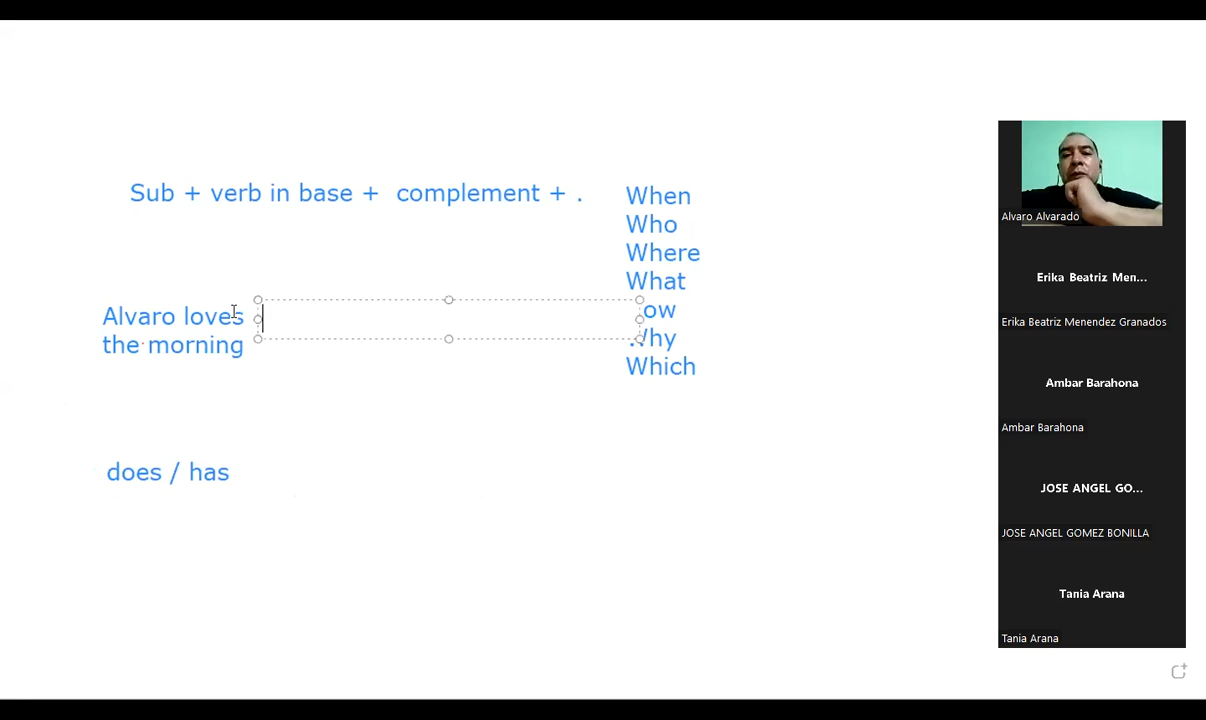 Sub + verb in base + complement + .
When
Who
Where
What
ow
Why
Which
Alvaro loves
the morning
does / has
Alvaro Alvarado
Erika Beatriz Men...
Erika Beatriz Menendez Granados
Ambar Barahona
Ambar Barahona
JOSE ANGEL GO...
JOSE ANGEL GOMEZ BONILLA
Tania Arana
Tania Arana